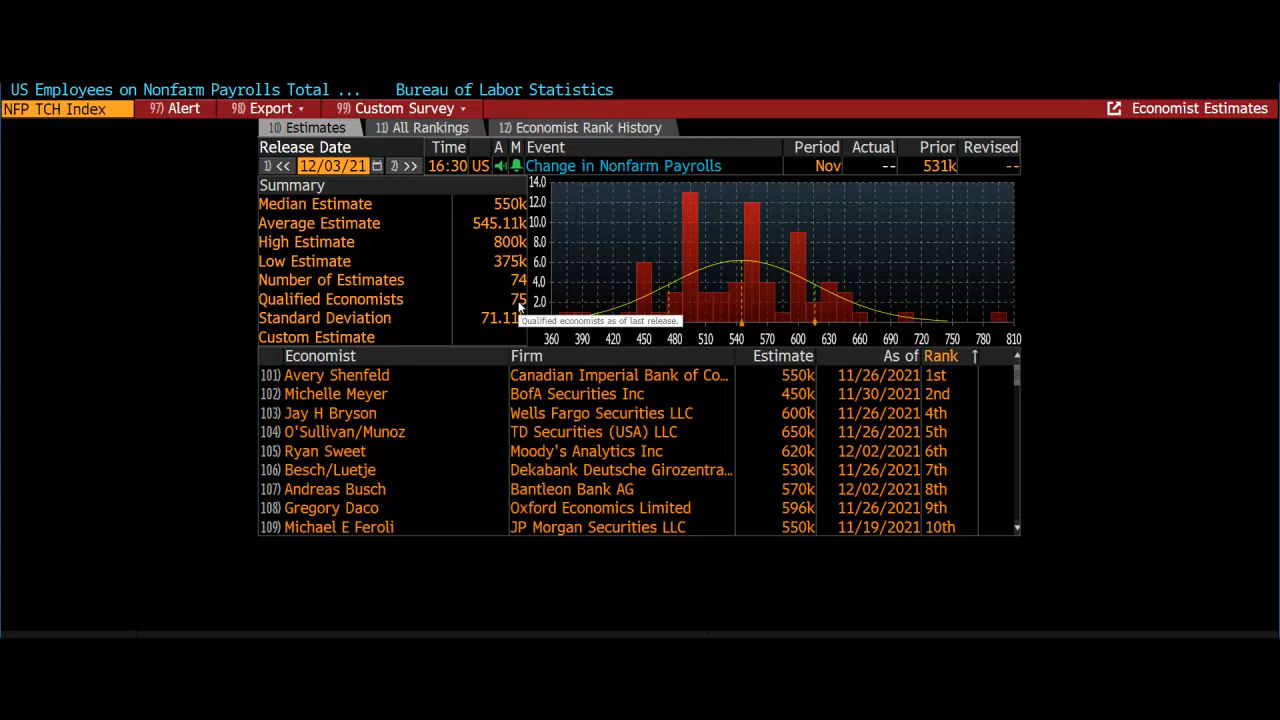 US Employees on Nonfarm Payrolls Total ... Bureau of Labor Statistics
NFP TCH Index 97) Alert 98) Export 99) Custom Survey Economist Estimates
10) Estimates 11) All Rankings 12) Economist Rank History
Release Date Time A M Event Period Actual Prior Revised
1) << 12/03/21 2) >> 16:30 US Change in Nonfarm Payrolls Nov -- 531k --
Summary
Median Estimate 550k
Average Estimate 545.11k
High Estimate 800k
Low Estimate 375k
Number of Estimates 74
Qualified Economists 75
Standard Deviation 71.11
Custom Estimate
14.0
12.0
10.0
8.0
6.0
4.0
2.0
0.0
Qualified economists as of last release.
360 390 420 450 480 510 540 570 600 630 660 690 720 750 780 810
Economist Firm Estimate As of Rank ↑
101) Avery Shenfeld Canadian Imperial Bank of Co... 550k 11/26/2021 1st
102) Michelle Meyer BofA Securities Inc 450k 11/30/2021 2nd
103) Jay H Bryson Wells Fargo Securities LLC 600k 11/26/2021 4th
104) O'Sullivan/Munoz TD Securities (USA) LLC 650k 11/26/2021 5th
105) Ryan Sweet Moody's Analytics Inc 620k 12/02/2021 6th
106) Besch/Luetje Dekabank Deutsche Girozentra... 530k 11/26/2021 7th
107) Andreas Busch Bantleon Bank AG 570k 12/02/2021 8th
108) Gregory Daco Oxford Economics Limited 596k 11/26/2021 9th
109) Michael E Feroli JP Morgan Securities LLC 550k 11/19/2021 10th